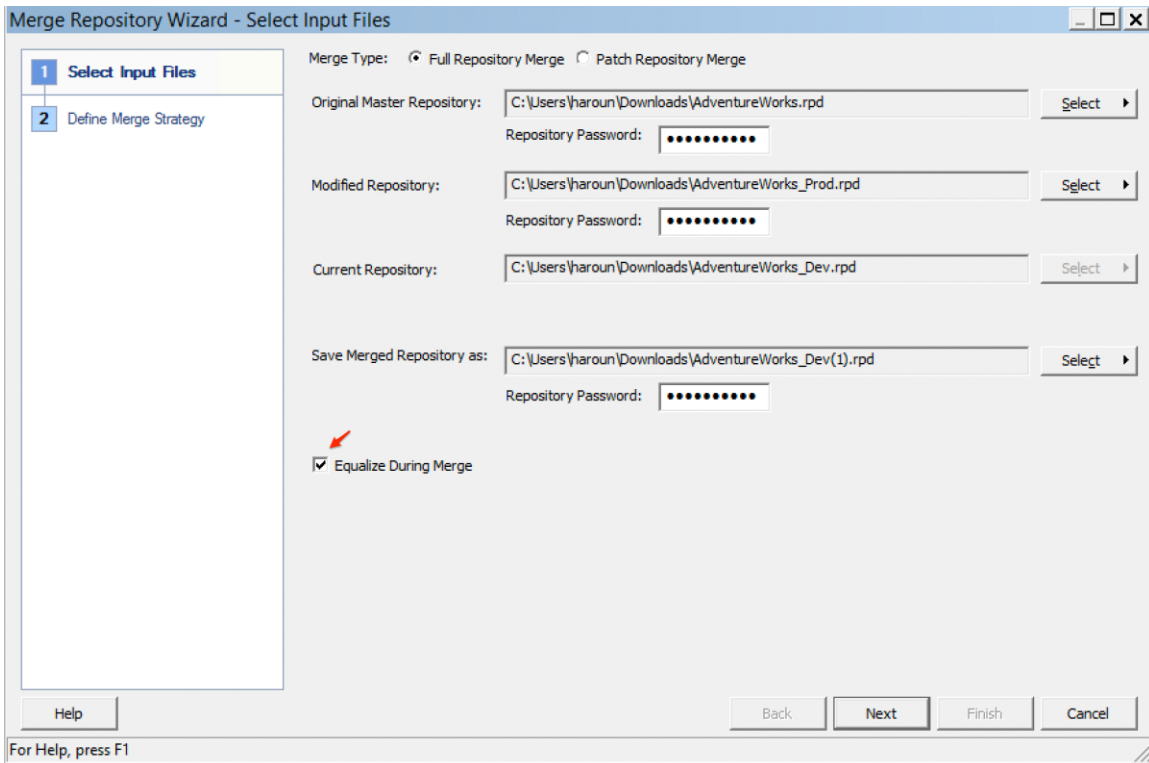 Merge Repository Wizard - Select Input Files
1 Select Input Files
2 Define Merge Strategy
Merge Type: Full Repository Merge Patch Repository Merge
Original Master Repository: C:\Users\haroun\Downloads\AdventureWorks.rpd Select
Repository Password: ••••••••••
Modified Repository: C:\Users\haroun\Downloads\AdventureWorks_Prod.rpd Select
Repository Password: ••••••••••
Current Repository: C:\Users\haroun\Downloads\AdventureWorks_Dev.rpd Select
Save Merged Repository as: C:\Users\haroun\Downloads\AdventureWorks_Dev(1).rpd Select
Repository Password: ••••••••••
Equalize During Merge
Help Back Next Finish Cancel
For Help, press F1